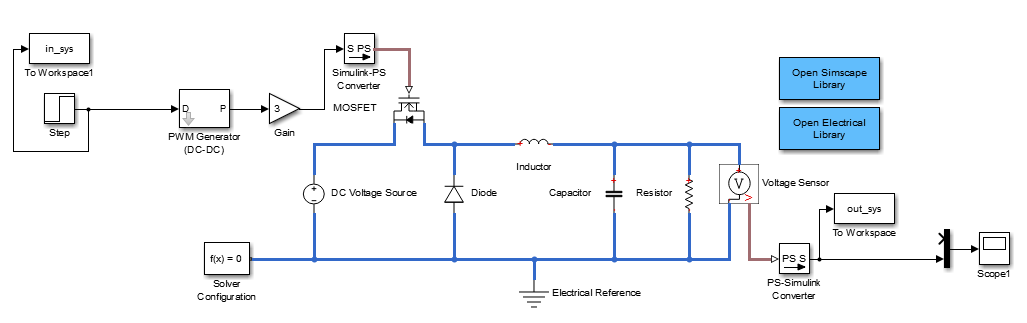 in_sys
To Workspace1
Step
D P
PWM Generator
(DC-DC)
3
Gain
S PS
Simulink-PS
Converter
MOSFET
Open Simscape
Library
Open Electrical
Library
+
−
DC Voltage Source
Diode
Inductor
Capacitor
Resistor
V
Voltage Sensor
out_sys
To Workspace
f(x) = 0
Solver
Configuration
Electrical Reference
PS S
PS-Simulink
Converter
Scope1